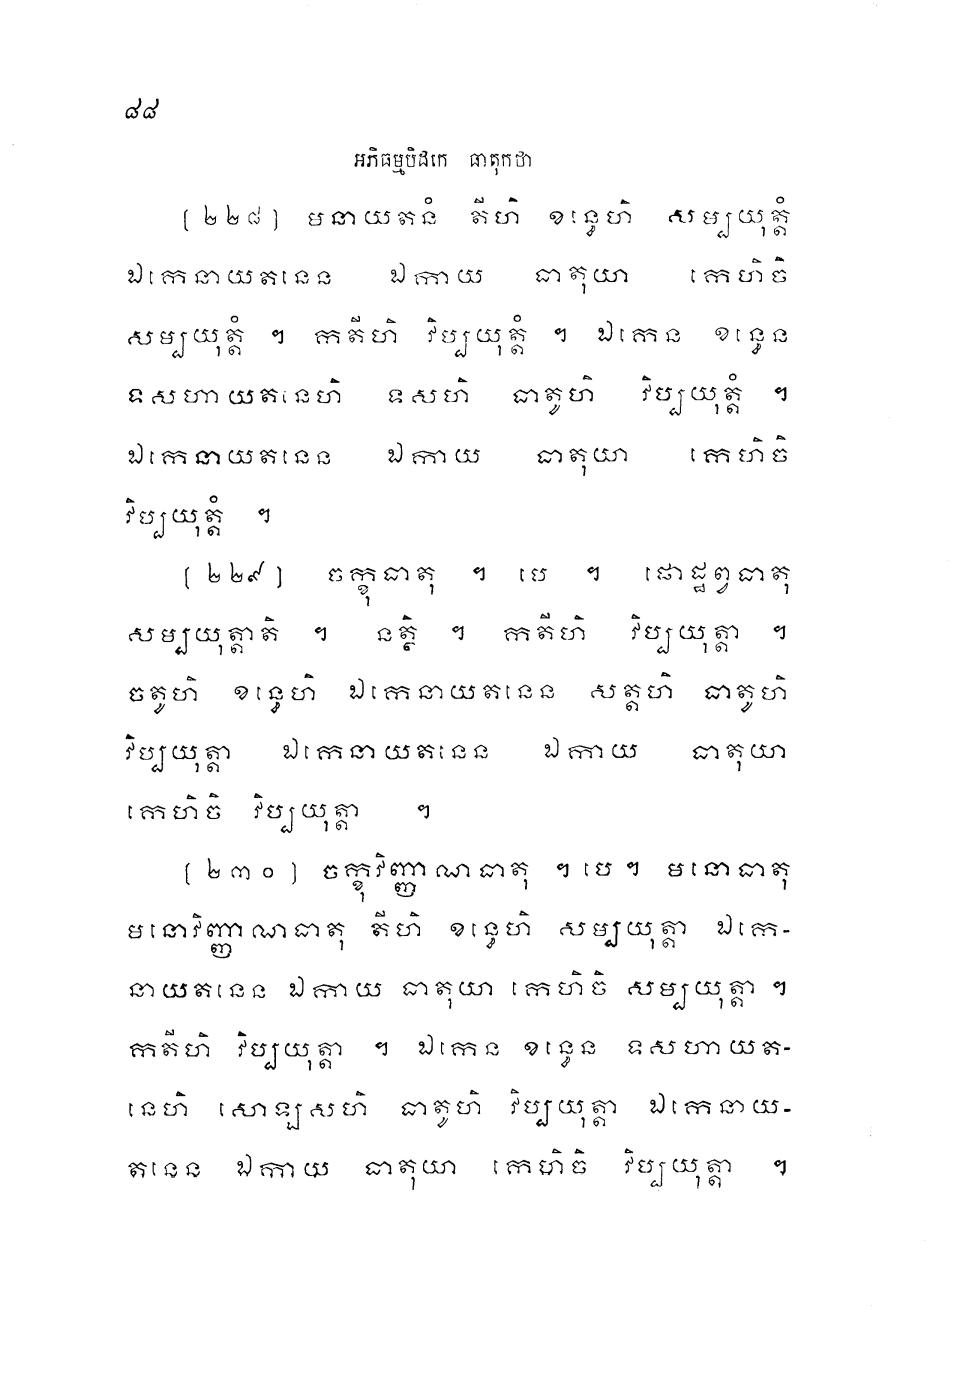 ៨៨
អភិធម្មបិដកេ ធាតុកថា
(២២៨) មនាយតនំ តីហិ ខន្ធេហិ សម្បយុត្តំ
ឯកេនាយតនេន ឯកាយ ធាតុយា កេហិចិ
សម្បយុត្តំ ។ កតីហិ វិប្បយុត្តំ ។ ឯកេន ខន្ធេន
ទសហាយតនេហិ ទសហិ ធាតូហិ វិប្បយុត្តំ ។
ឯកេនាយតនេន ឯកាយ ធាតុយា កេហិចិ
វិប្បយុត្តំ ។
(២២៩) ចក្ខុធាតុ ។ បេ ។ ផោដ្ឋព្វធាតុ
សម្បយុត្តាតិ ។ នត្ថិ ។ កតីហិ វិប្បយុត្តា ។
ចតូហិ ខន្ធេហិ ឯកេនាយតនេន សត្តហិ ធាតូហិ
វិប្បយុត្តា ឯកេនាយតនេន ឯកាយ ធាតុយា
កេហិចិ វិប្បយុត្តា ។
(២៣០) ចក្ខុវិញ្ញាណធាតុ ។ បេ ។ មនោធាតុ
មនោវិញ្ញាណធាតុ តីហិ ខន្ធេហិ សម្បយុត្តា ឯកេ-
នាយតនេន ឯកាយ ធាតុយា កេហិចិ សម្បយុត្តា ។
កតីហិ វិប្បយុត្តា ។ ឯកេន ខន្ធេន ទសហាយត-
នេហិ សោឡសហិ ធាតូហិ វិប្បយុត្តា ឯកេនាយ-
តនេន ឯកាយ ធាតុយា កេហិចិ វិប្បយុត្តា ។